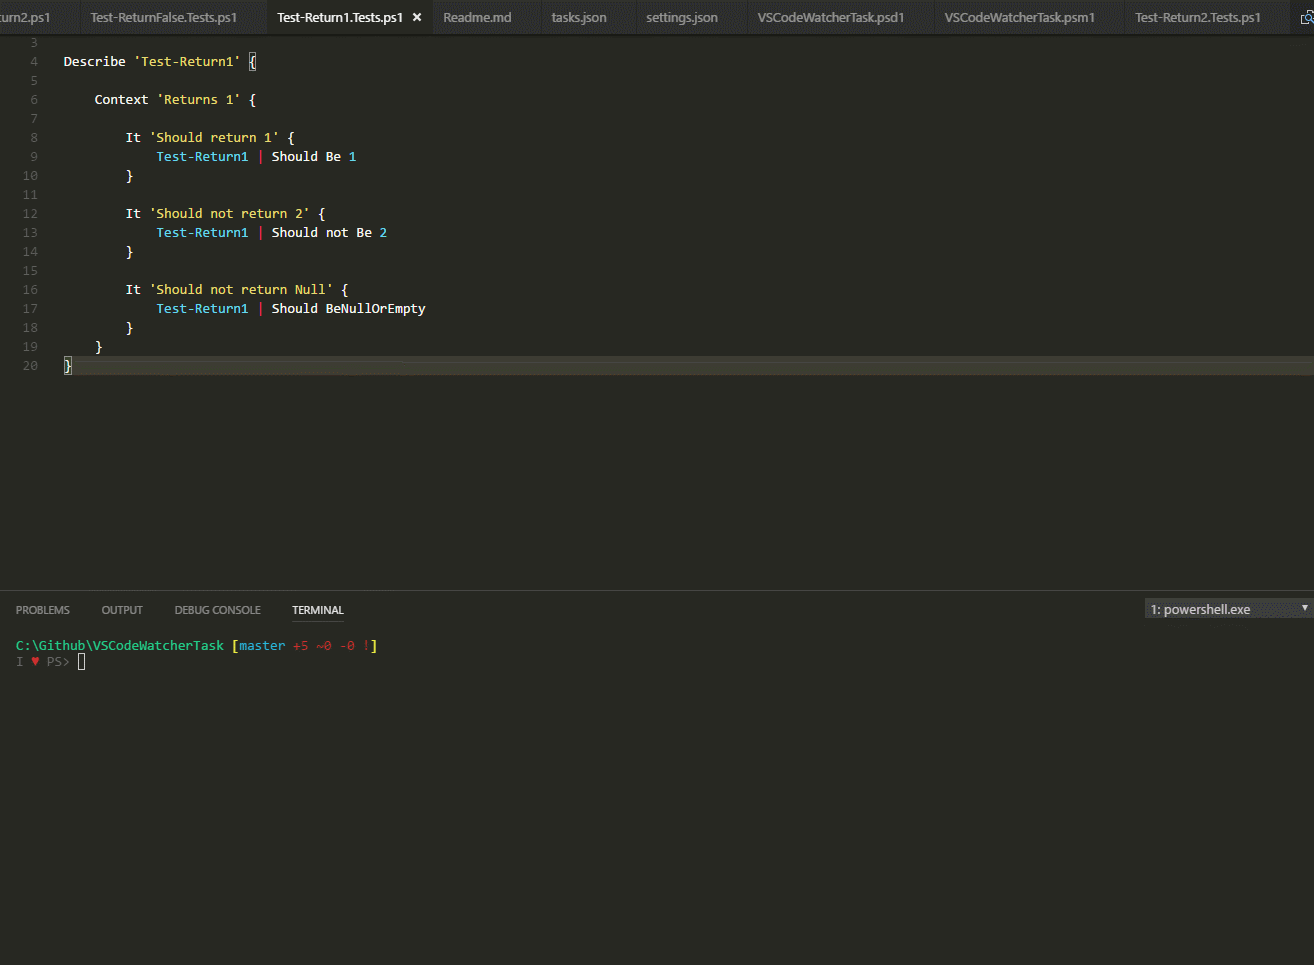 urn2.ps1 Test-ReturnFalse.Tests.ps1 Test-Return1.Tests.ps1 × Readme.md tasks.json settings.json VSCodeWatcherTask.psd1 VSCodeWatcherTask.psm1 Test-Return2.Tests.ps1
3
4 Describe 'Test-Return1' {
5
6 Context 'Returns 1' {
7
8 It 'Should return 1' {
9 Test-Return1 | Should Be 1
10 }
11
12 It 'Should not return 2' {
13 Test-Return1 | Should not Be 2
14 }
15
16 It 'Should not return Null' {
17 Test-Return1 | Should BeNullOrEmpty
18 }
19 }
20 }
PROBLEMS OUTPUT DEBUG CONSOLE TERMINAL 1: powershell.exe
C:\Github\VSCodeWatcherTask [master +5 ~0 -0 !]
I ♥ PS>